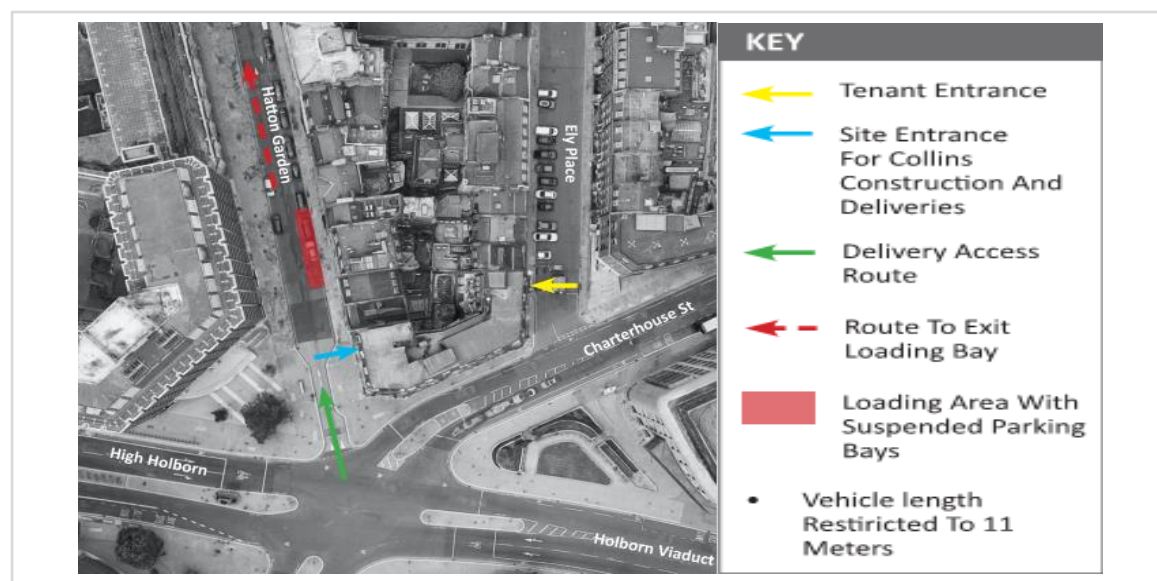 Hatton Garden
Ely Place
Charterhouse St
High Holborn
Holborn Viaduct
KEY
Tenant Entrance
Site Entrance
For Collins
Construction And
Deliveries
Delivery Access
Route
Route To Exit
Loading Bay
Loading Area With
Suspended Parking
Bays
• Vehicle length
Restiricted To 11
Meters